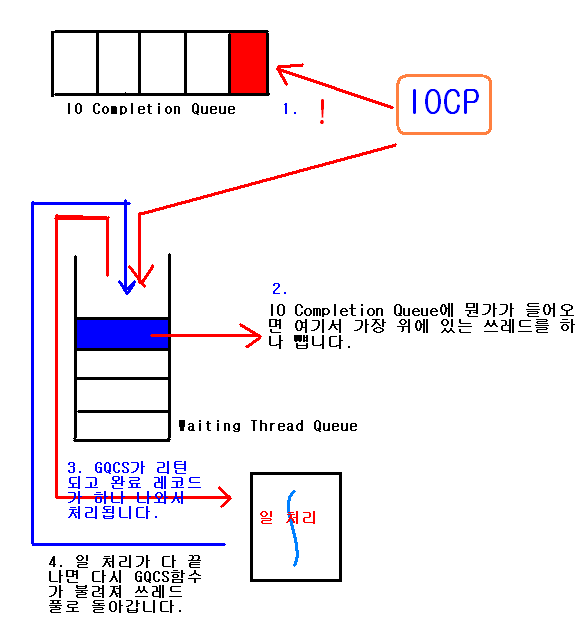 IOCP
IO Completion Queue
1. !
2.
IO Completion Queue에 뭔가가 들어오
면 여기서 가장 위에 있는 쓰레드를 하
나 뺍니다.
Waiting Thread Queue
3. GQCS가 리턴
되고 완료 레코드
가 하나 나와서
처리됩니다.
일 처리
4. 일 처리가 다 끝
나면 다시 GQCS함수
가 불려져 쓰레드
풀로 돌아갑니다.